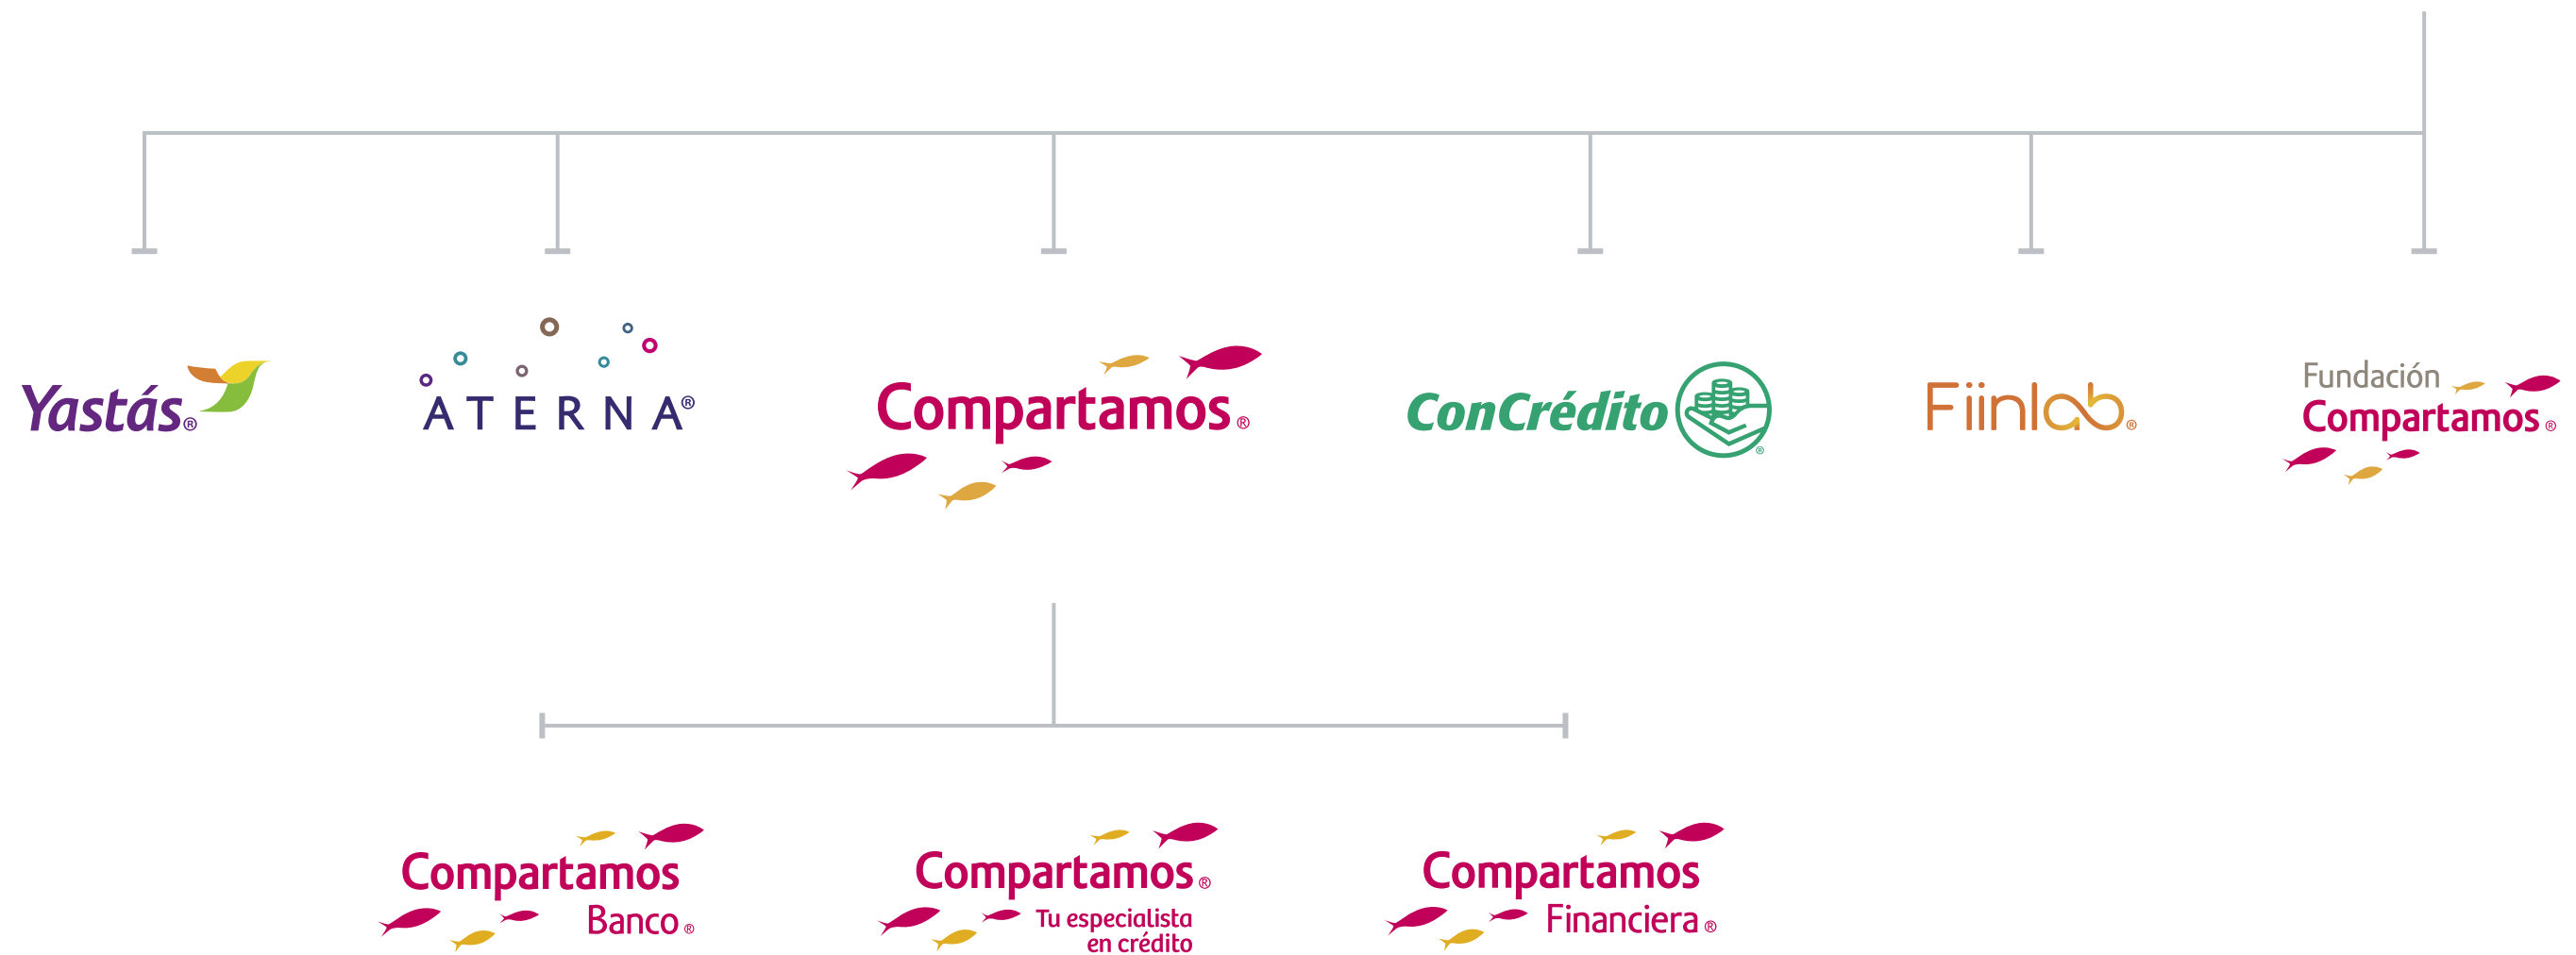 Yastás®
ATERNA®
Compartamos®
ConCrédito®
Fiinlab®
Fundación
Compartamos®
Compartamos
Banco®
Compartamos®
Tu especialista
en crédito
Compartamos
Financiera®